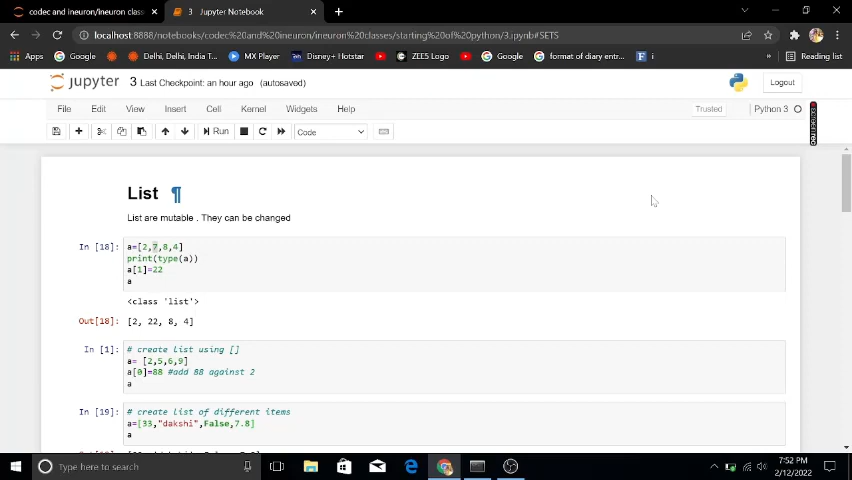 codec and ineuron/ineuron class
3 Jupyter Notebook
localhost:8888/notebooks/codec%20and%20ineuron/ineuron%20classes/starting%20of%20python/3.ipynb#SETS
Apps
Google
Delhi, Delhi, India T...
MX Player
Disney+ Hotstar
ZEE5 Logo
Google
format of diary entr...
i
»
Reading list
jupyter
3 Last Checkpoint: an hour ago (autosaved)
Logout
File Edit View Insert Cell Kernel Widgets Help
Trusted
Python 3
Run
Code
List ¶
List are mutable . They can be changed
In [18]: a=[2,7,8,4]
print(type(a))
a[1]=22
a
<class 'list'>
Out[18]: [2, 22, 8, 4]
In [1]: # create list using []
a= [2,5,6,9]
a[0]=88 #add 88 against 2
a
In [19]: # create list of different items
a=[33,"dakshi",False,7.8]
a
Type here to search
7:52 PM
2/12/2022